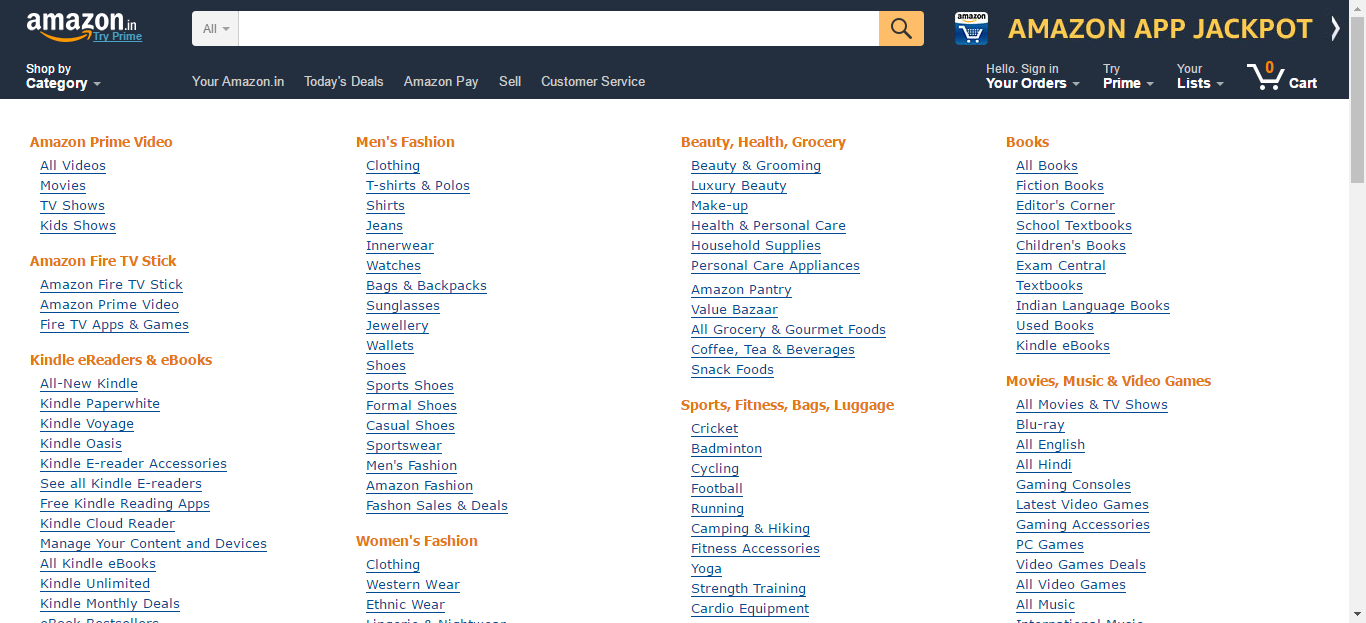 amazon.in
Try Prime
All
amazon
AMAZON APP JACKPOT
Shop by
Category
Your Amazon.in
Today's Deals
Amazon Pay
Sell
Customer Service
Hello. Sign in
Your Orders
Try
Prime
Your
Lists
0
Cart
Amazon Prime Video
All Videos
Movies
TV Shows
Kids Shows
Amazon Fire TV Stick
Amazon Fire TV Stick
Amazon Prime Video
Fire TV Apps & Games
Kindle eReaders & eBooks
All-New Kindle
Kindle Paperwhite
Kindle Voyage
Kindle Oasis
Kindle E-reader Accessories
See all Kindle E-readers
Free Kindle Reading Apps
Kindle Cloud Reader
Manage Your Content and Devices
All Kindle eBooks
Kindle Unlimited
Kindle Monthly Deals
eBook Bestsellers
Men's Fashion
Clothing
T-shirts & Polos
Shirts
Jeans
Innerwear
Watches
Bags & Backpacks
Sunglasses
Jewellery
Wallets
Shoes
Sports Shoes
Formal Shoes
Casual Shoes
Sportswear
Men's Fashion
Amazon Fashion
Fashon Sales & Deals
Women's Fashion
Clothing
Western Wear
Ethnic Wear
Lingerie & Nightwear
Beauty, Health, Grocery
Beauty & Grooming
Luxury Beauty
Make-up
Health & Personal Care
Household Supplies
Personal Care Appliances
Amazon Pantry
Value Bazaar
All Grocery & Gourmet Foods
Coffee, Tea & Beverages
Snack Foods
Sports, Fitness, Bags, Luggage
Cricket
Badminton
Cycling
Football
Running
Camping & Hiking
Fitness Accessories
Yoga
Strength Training
Cardio Equipment
Books
All Books
Fiction Books
Editor's Corner
School Textbooks
Children's Books
Exam Central
Textbooks
Indian Language Books
Used Books
Kindle eBooks
Movies, Music & Video Games
All Movies & TV Shows
Blu-ray
All English
All Hindi
Gaming Consoles
Latest Video Games
Gaming Accessories
PC Games
Video Games Deals
All Video Games
All Music
International Music